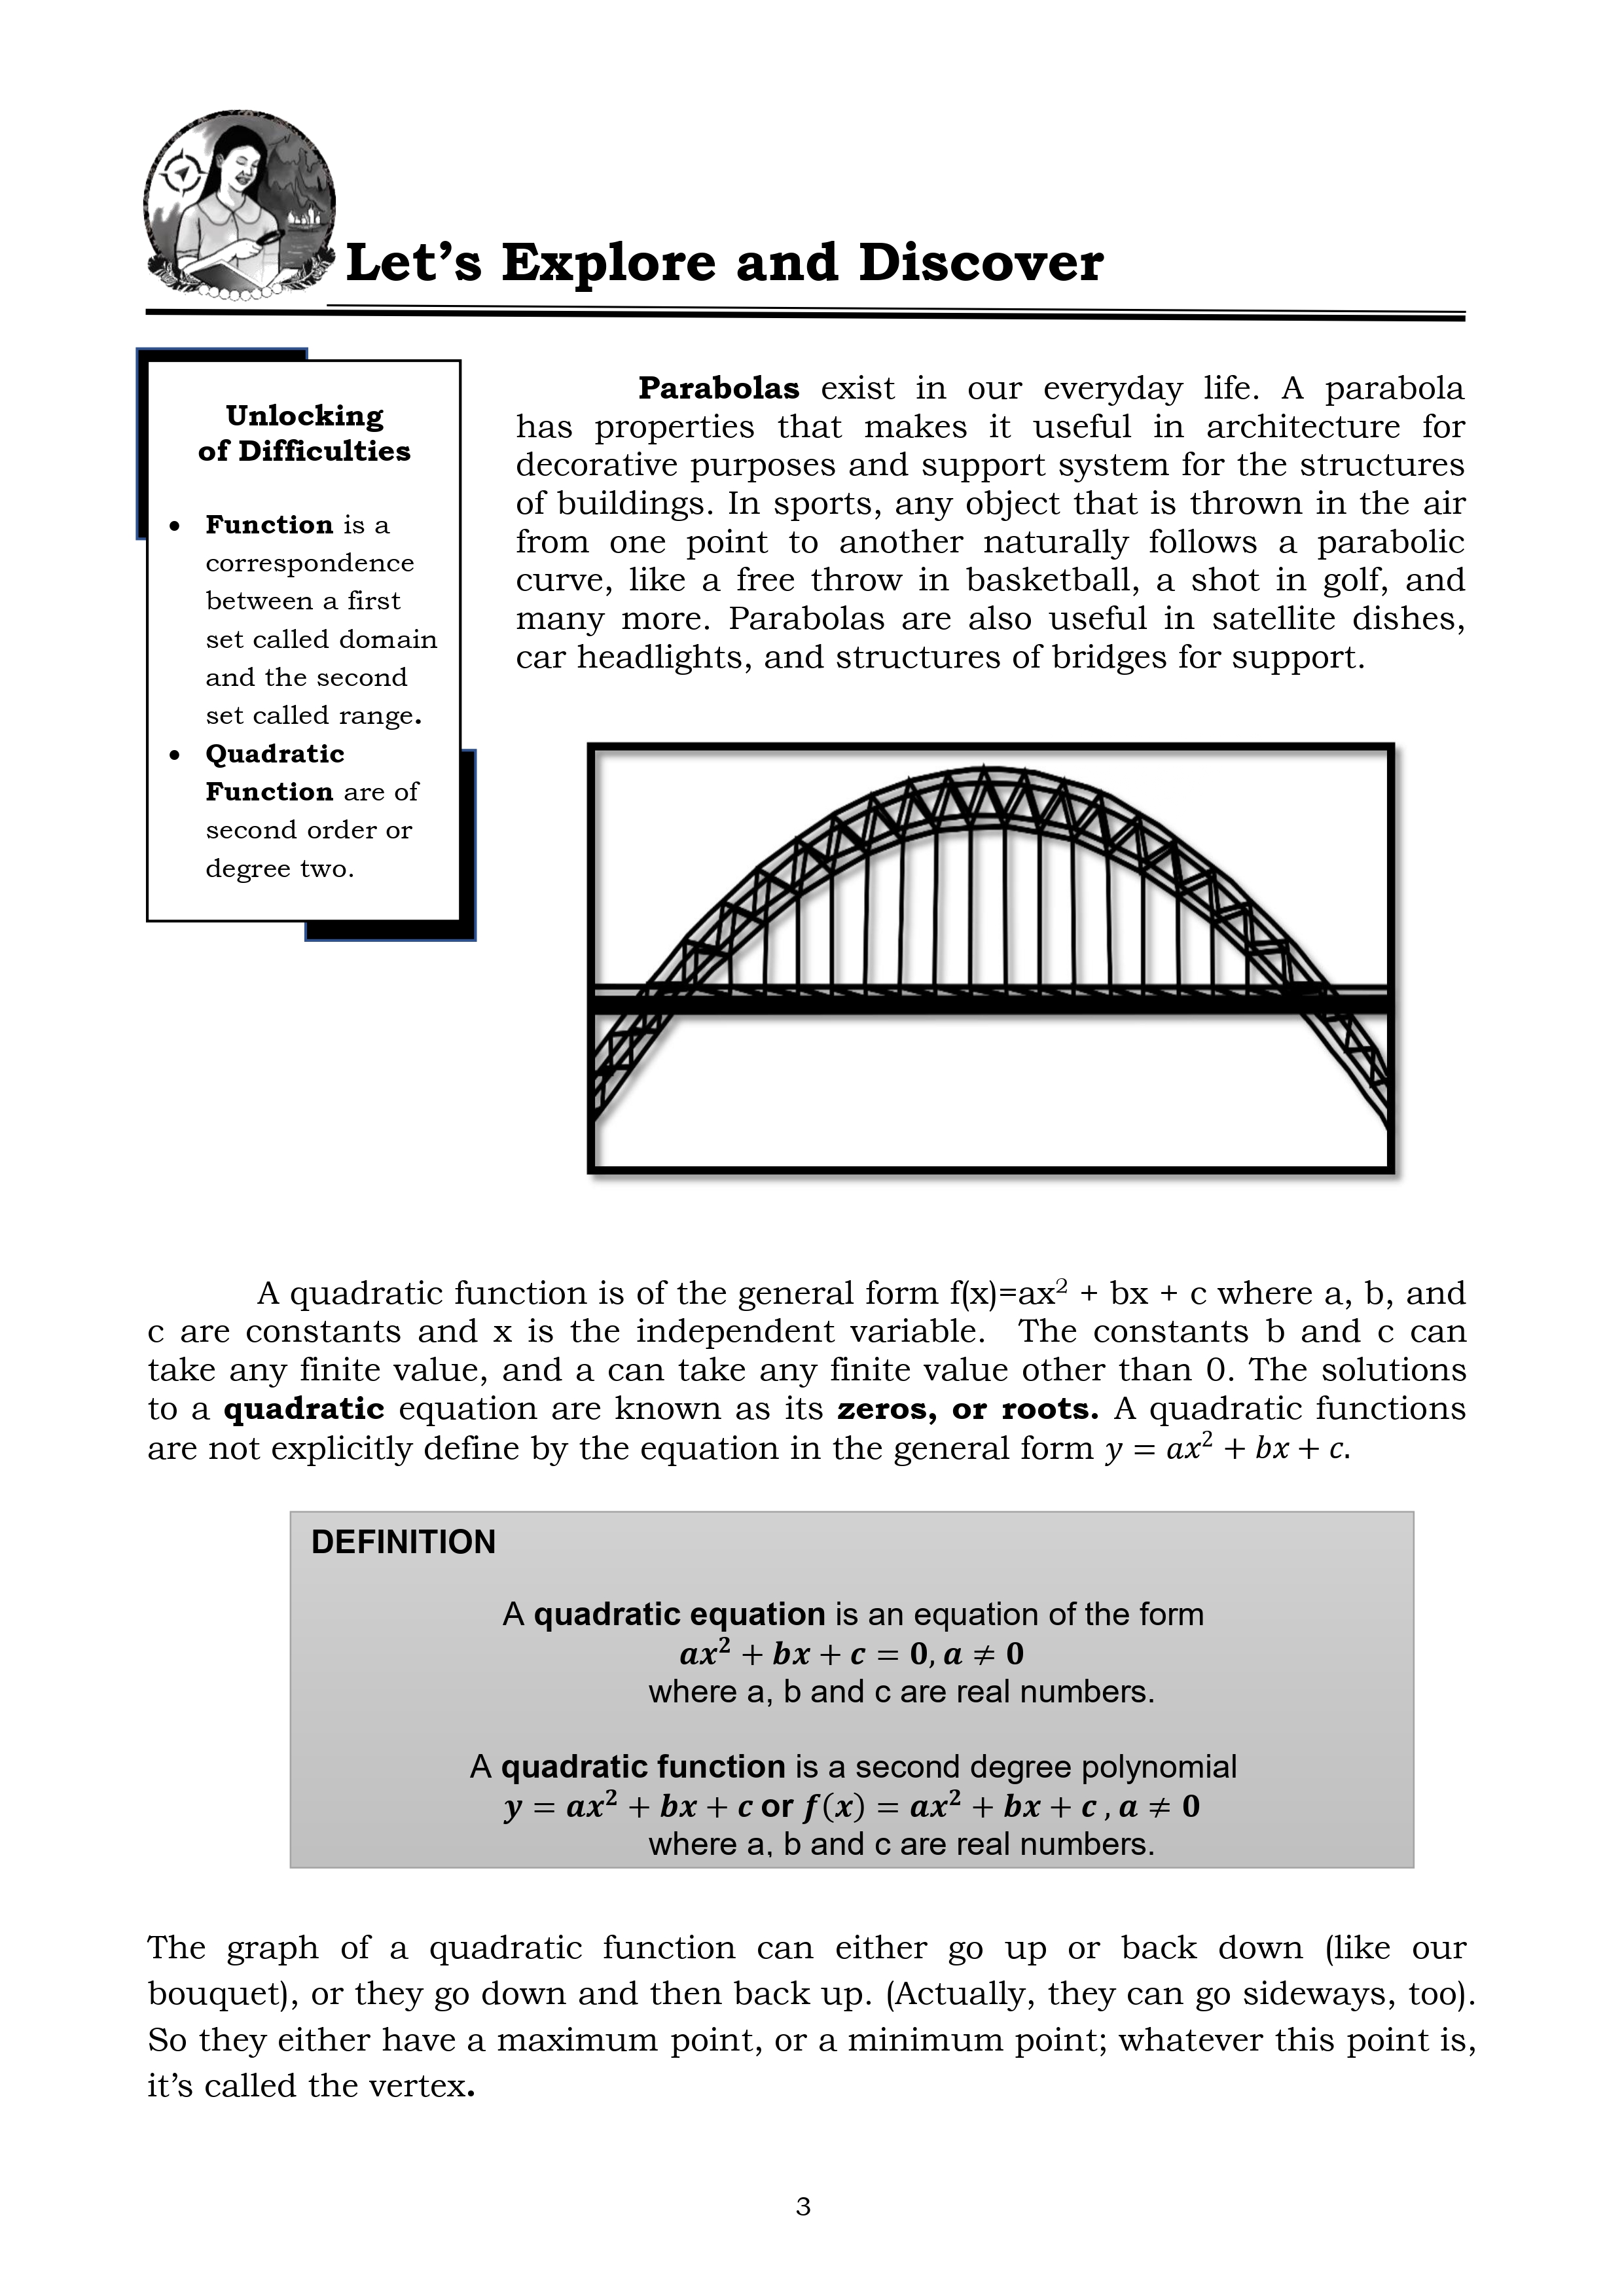 Let’s Explore and Discover
Unlocking
of Difficulties
• Function is a
correspondence
between a first
set called domain
and the second
set called range.
• Quadratic
Function are of
second order or
degree two.
Parabolas exist in our everyday life. A parabola
has properties that makes it useful in architecture for
decorative purposes and support system for the structures
of buildings. In sports, any object that is thrown in the air
from one point to another naturally follows a parabolic
curve, like a free throw in basketball, a shot in golf, and
many more. Parabolas are also useful in satellite dishes,
car headlights, and structures of bridges for support.
A quadratic function is of the general form f(x)=ax² + bx + c where a, b, and
c are constants and x is the independent variable. The constants b and c can
take any finite value, and a can take any finite value other than 0. The solutions
to a quadratic equation are known as its zeros, or roots. A quadratic functions
are not explicitly define by the equation in the general form y = ax² + bx + c.
DEFINITION
A quadratic equation is an equation of the form
ax² + bx + c = 0, a ≠ 0
where a, b and c are real numbers.
A quadratic function is a second degree polynomial
y = ax² + bx + c or f(x) = ax² + bx + c , a ≠ 0
where a, b and c are real numbers.
The graph of a quadratic function can either go up or back down (like our
bouquet), or they go down and then back up. (Actually, they can go sideways, too).
So they either have a maximum point, or a minimum point; whatever this point is,
it’s called the vertex.
3